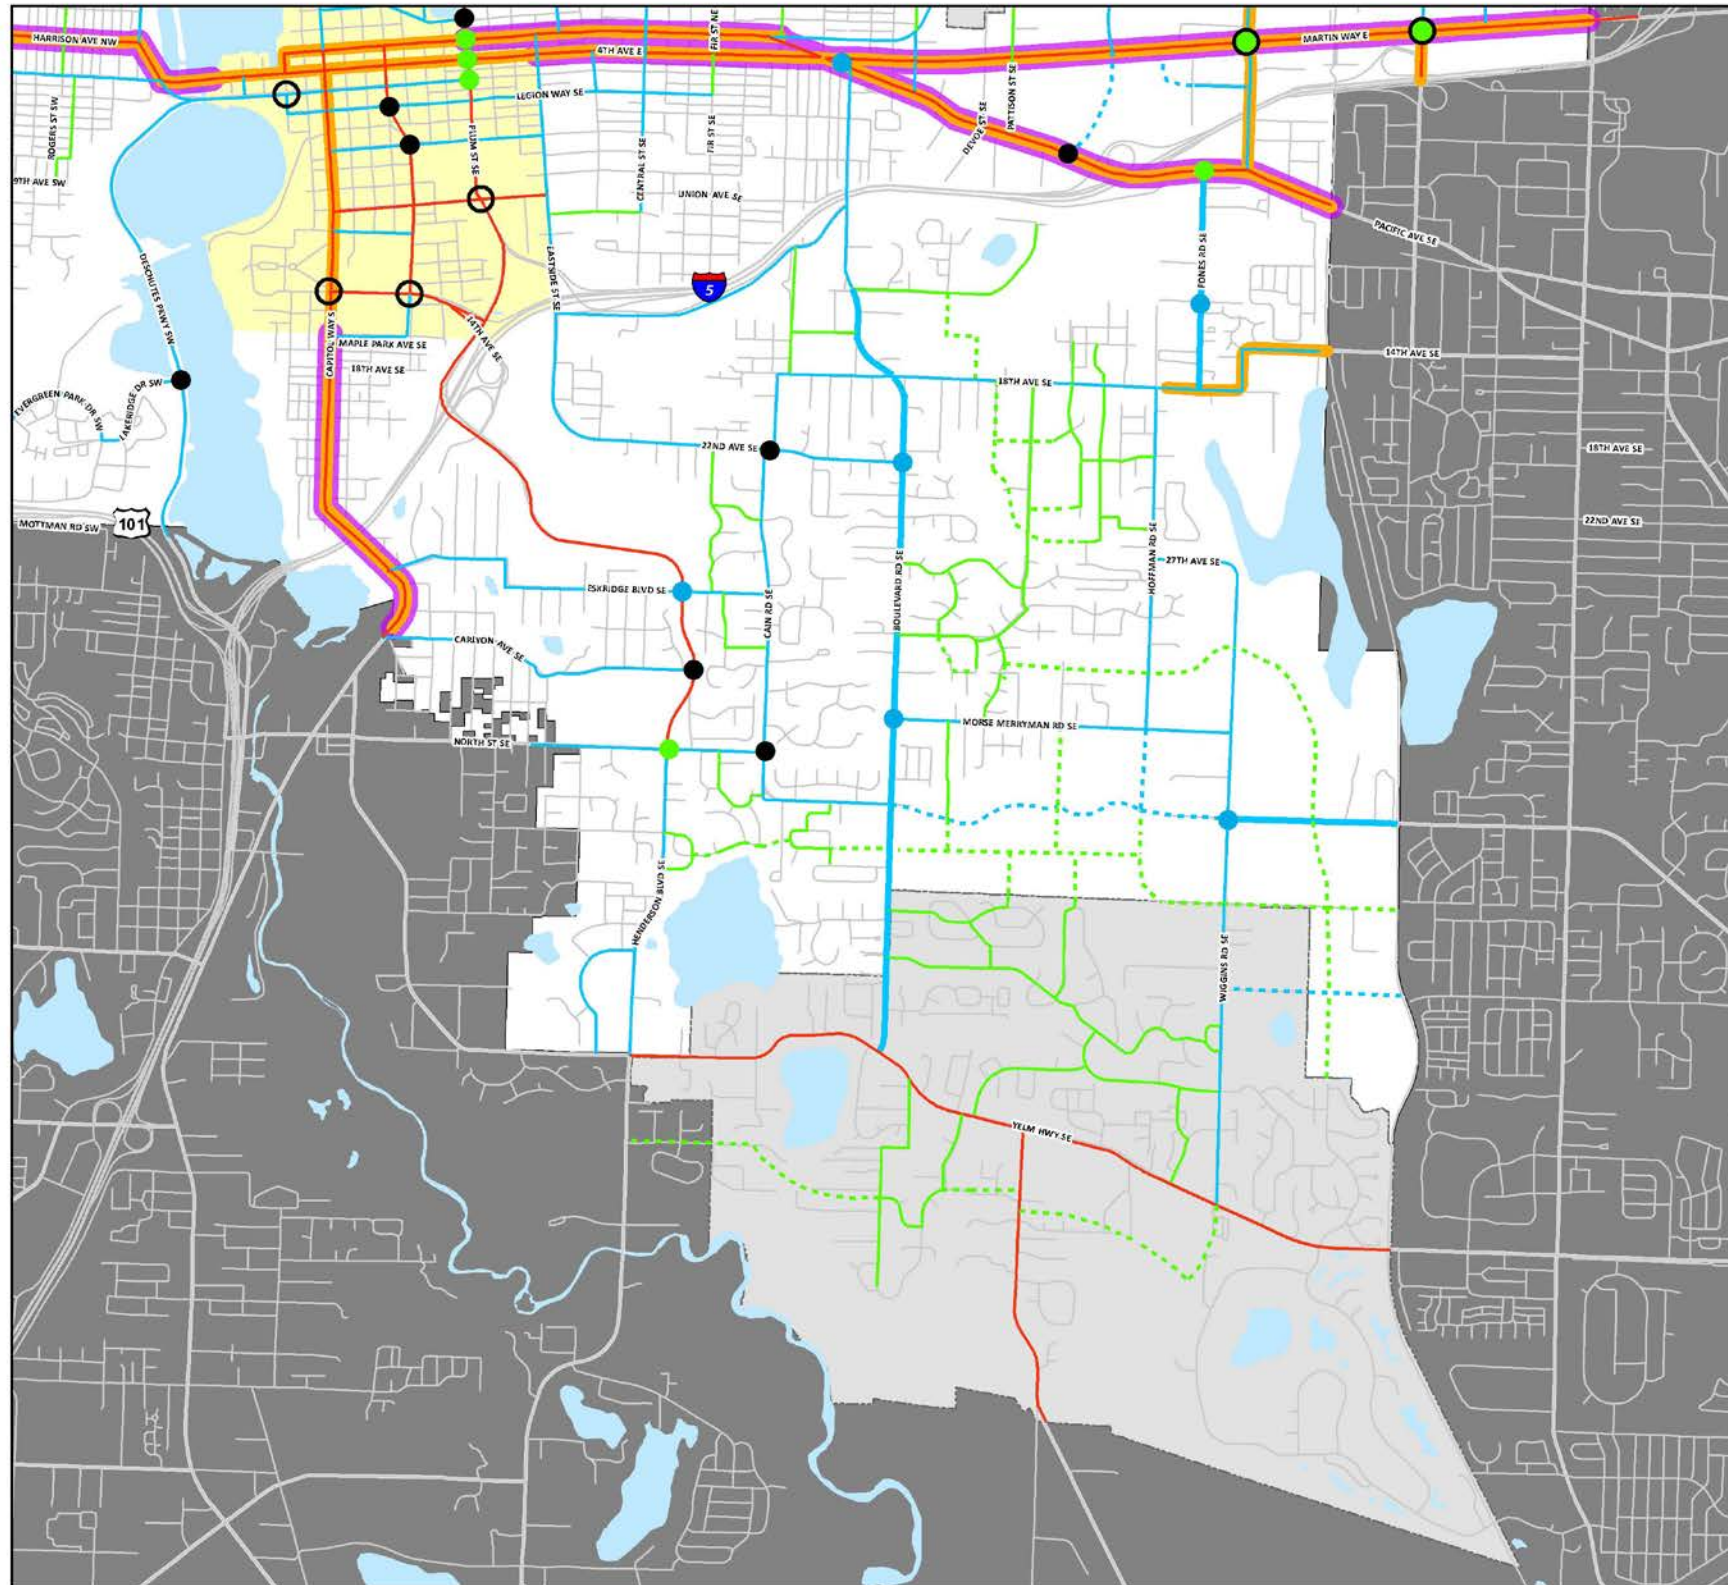 HARRISON AVE NW
4TH AVE E
FIR ST NE
MARTIN WAY E
ROGERS ST SW
LEGION WAY SE
PLUM ST SE
FIR ST SE
PATTISON ST SE
DEVOE ST SE
CENTRAL ST SE
9TH AVE SW
UNION AVE SE
PACIFIC AVE SE
DESCHUTES PKWY SW
EASTSIDE ST SE
FONES RD SE
5
14TH AVE SE
CAPITOL WAY S
MAPLE PARK AVE SE
18TH AVE SE
14TH AVE SE
EVERGREEN PARK DR SW
LAKERIDGE DR SW
18TH AVE SE
22ND AVE SE
18TH AVE SE
MOTTMAN RD SW
101
22ND AVE SE
HOFFMAN RD SE
27TH AVE SE
ESKRIDGE BLVD SE
CAIN RD SE
BOULEVARD RD SE
CARLYON AVE SE
MORSE MERRYMAN RD SE
NORTH ST SE
HENDERSON BLVD SE
WIGGINS RD SE
YELM HWY SE